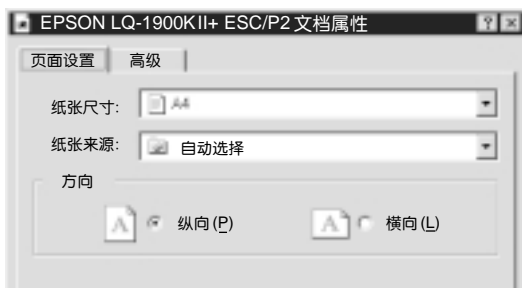 EPSON LQ-1900KII+ ESC/P2 文档属性
页面设置 高级
纸张尺寸: A4
纸张来源: 自动选择
方向
A 纵向(P) A 横向(L)